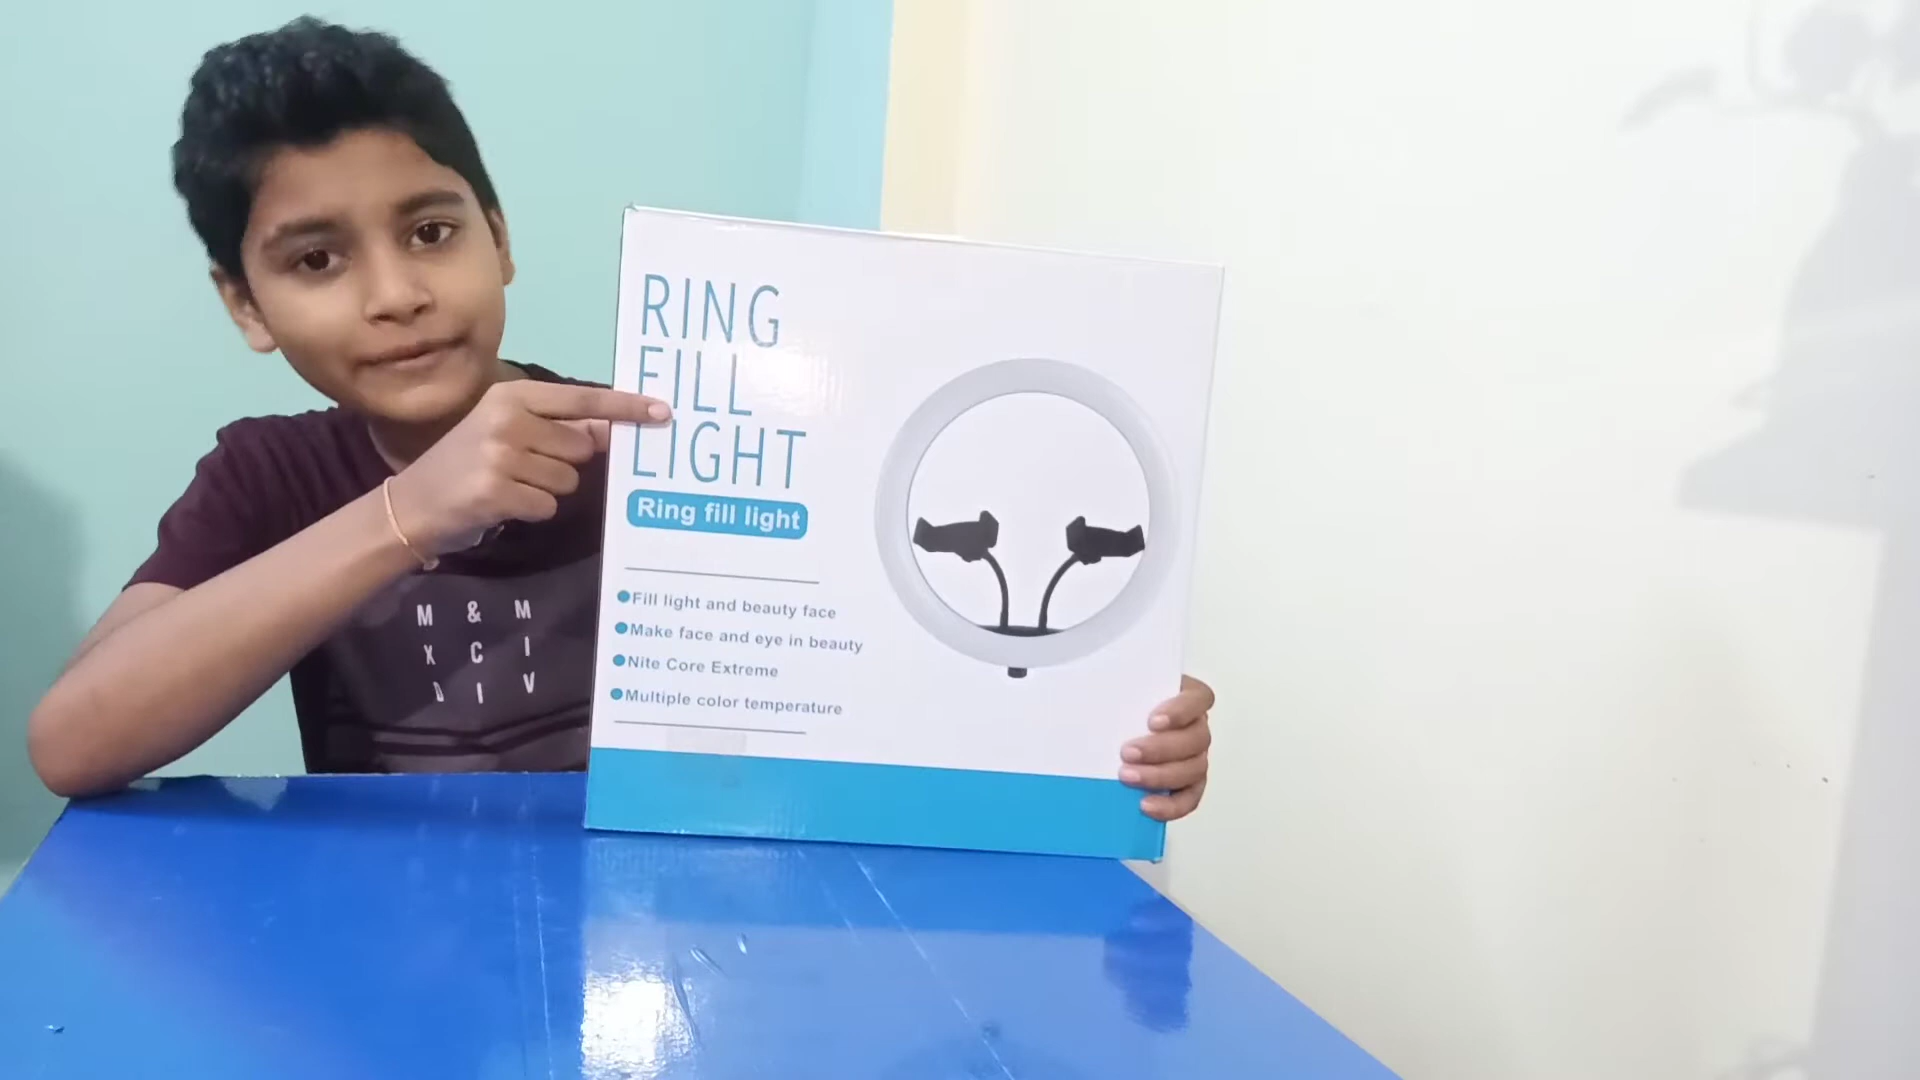 RING
FILL
LIGHT
Ring fill light
Fill light and beauty face
Make face and eye in beauty
Nite Core Extreme
Multiple color temperature
M & M
X C I
D I V